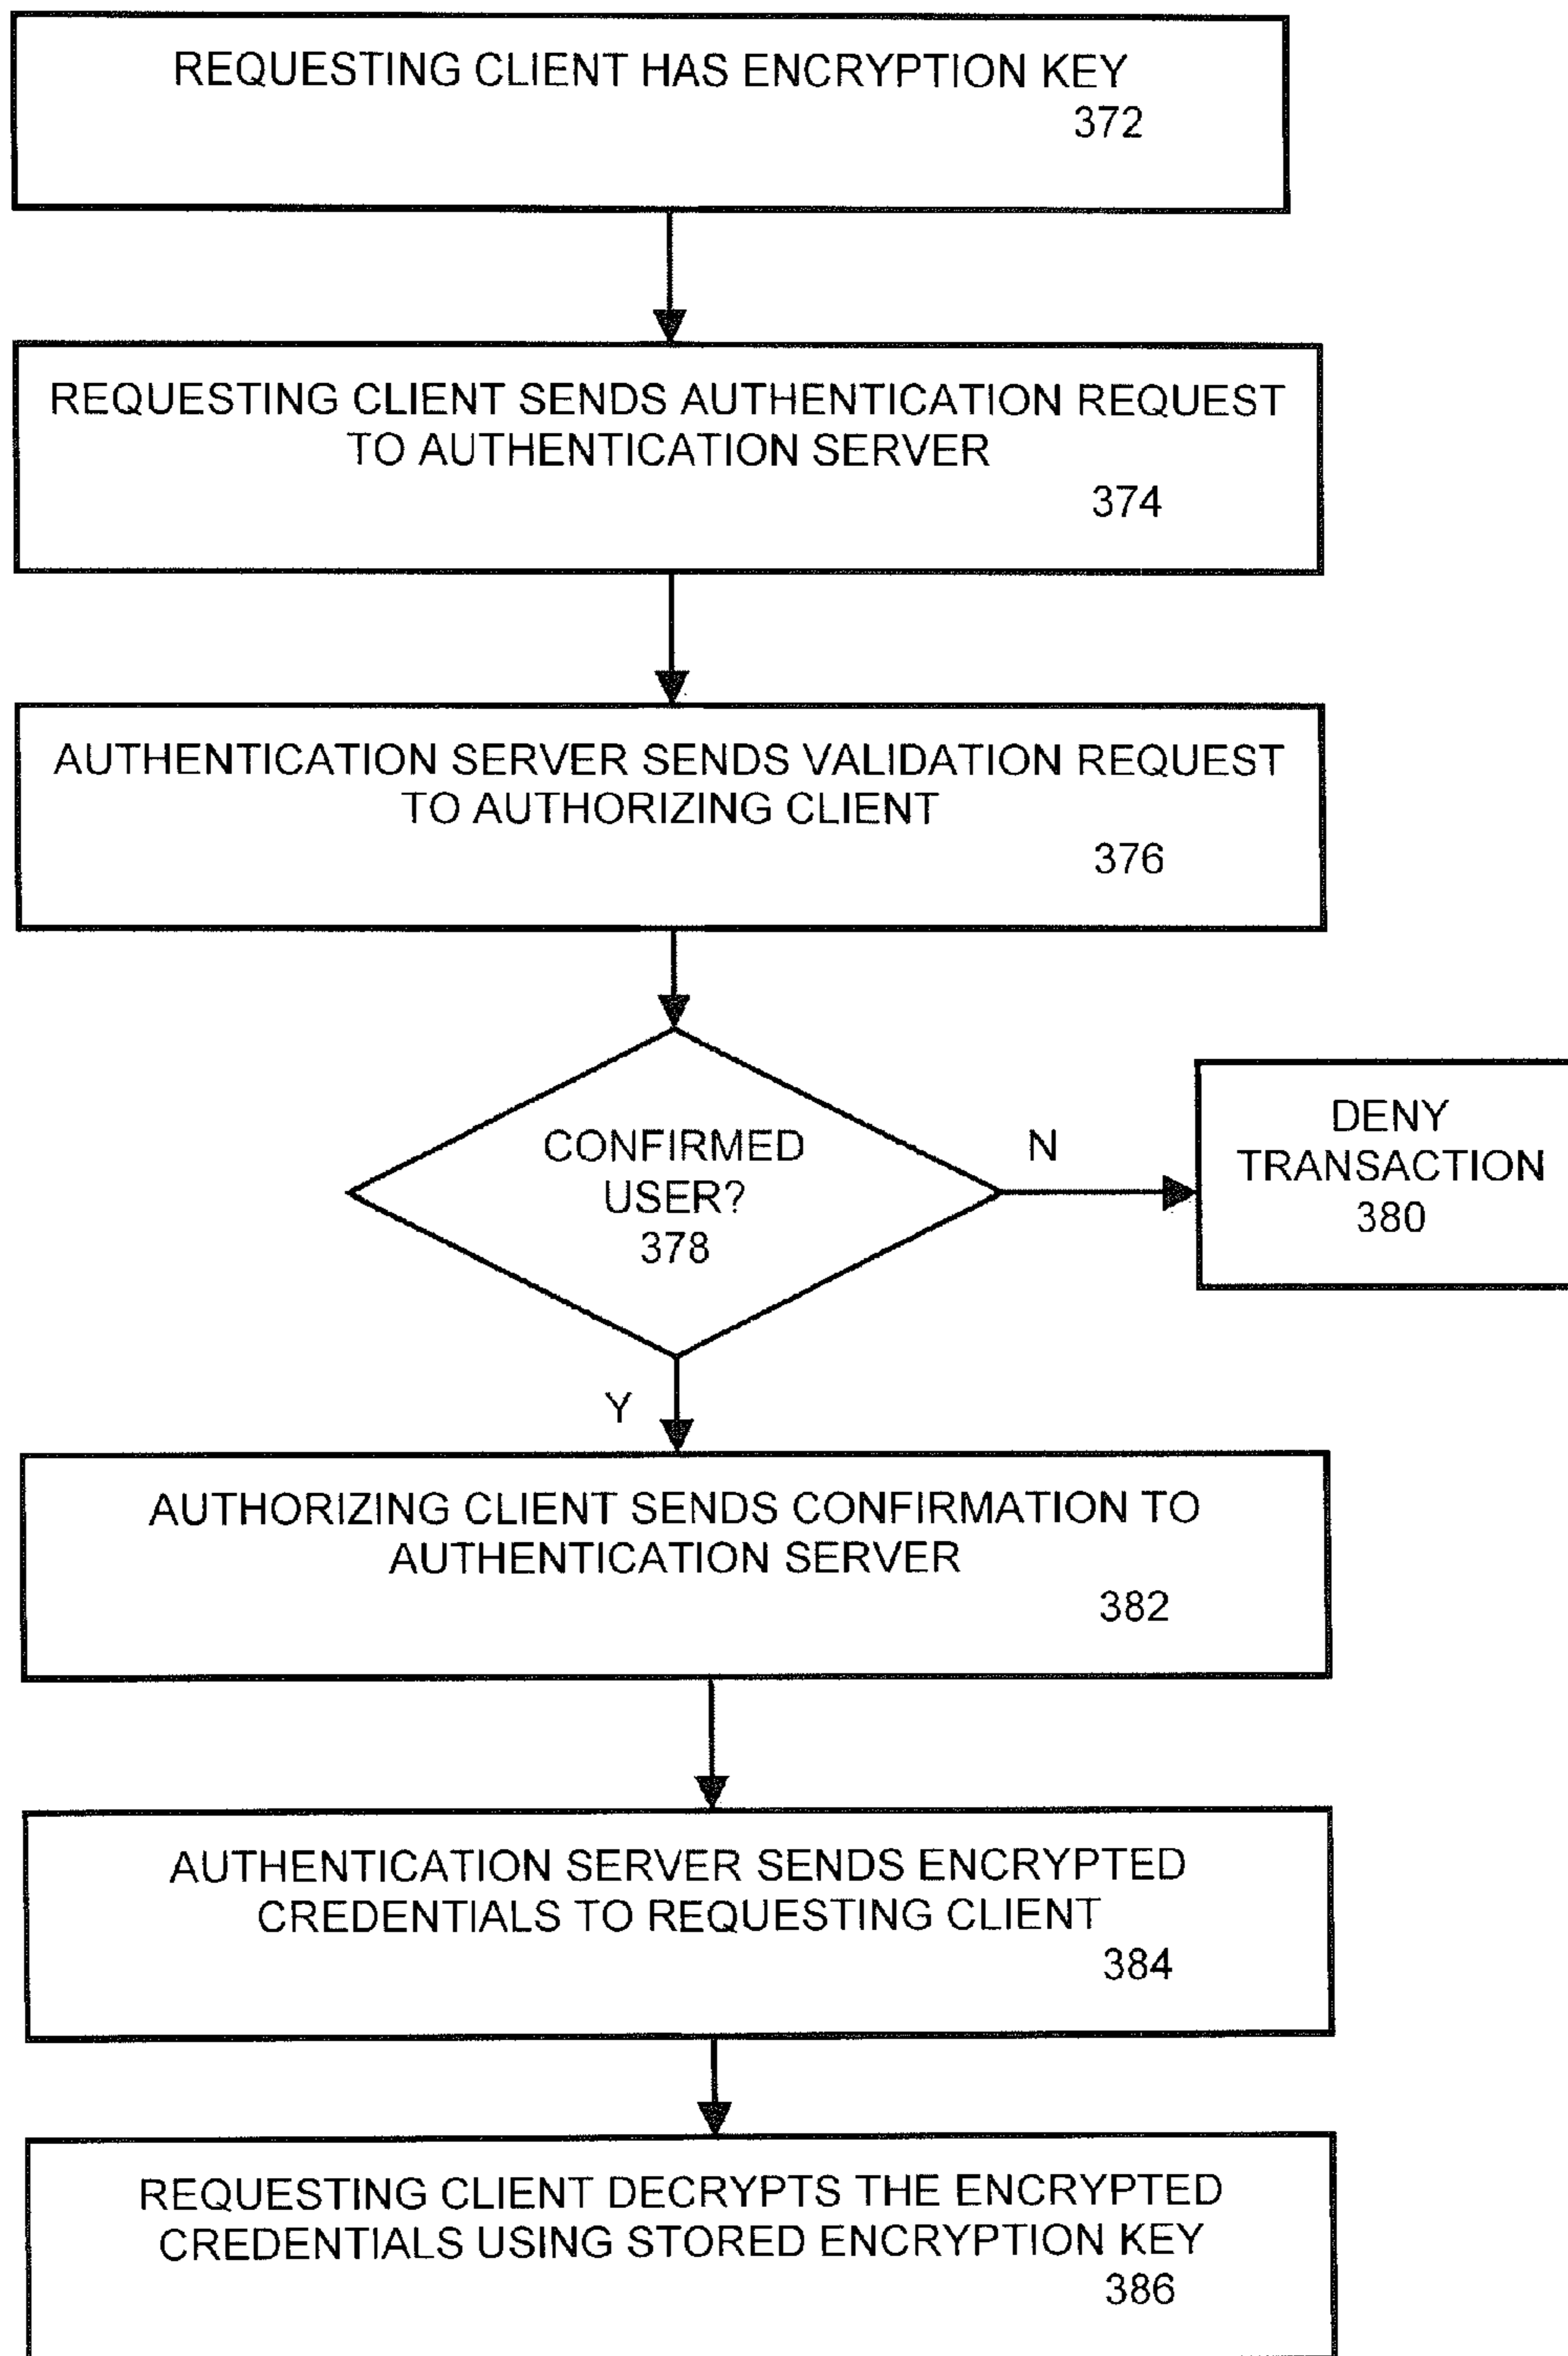 REQUESTING CLIENT HAS ENCRYPTION KEY
372
REQUESTING CLIENT SENDS AUTHENTICATION REQUEST
TO AUTHENTICATION SERVER
374
AUTHENTICATION SERVER SENDS VALIDATION REQUEST
TO AUTHORIZING CLIENT
376
CONFIRMED
USER?
378
N
DENY
TRANSACTION
380
Y
AUTHORIZING CLIENT SENDS CONFIRMATION TO
AUTHENTICATION SERVER
382
AUTHENTICATION SERVER SENDS ENCRYPTED
CREDENTIALS TO REQUESTING CLIENT
384
REQUESTING CLIENT DECRYPTS THE ENCRYPTED
CREDENTIALS USING STORED ENCRYPTION KEY
386